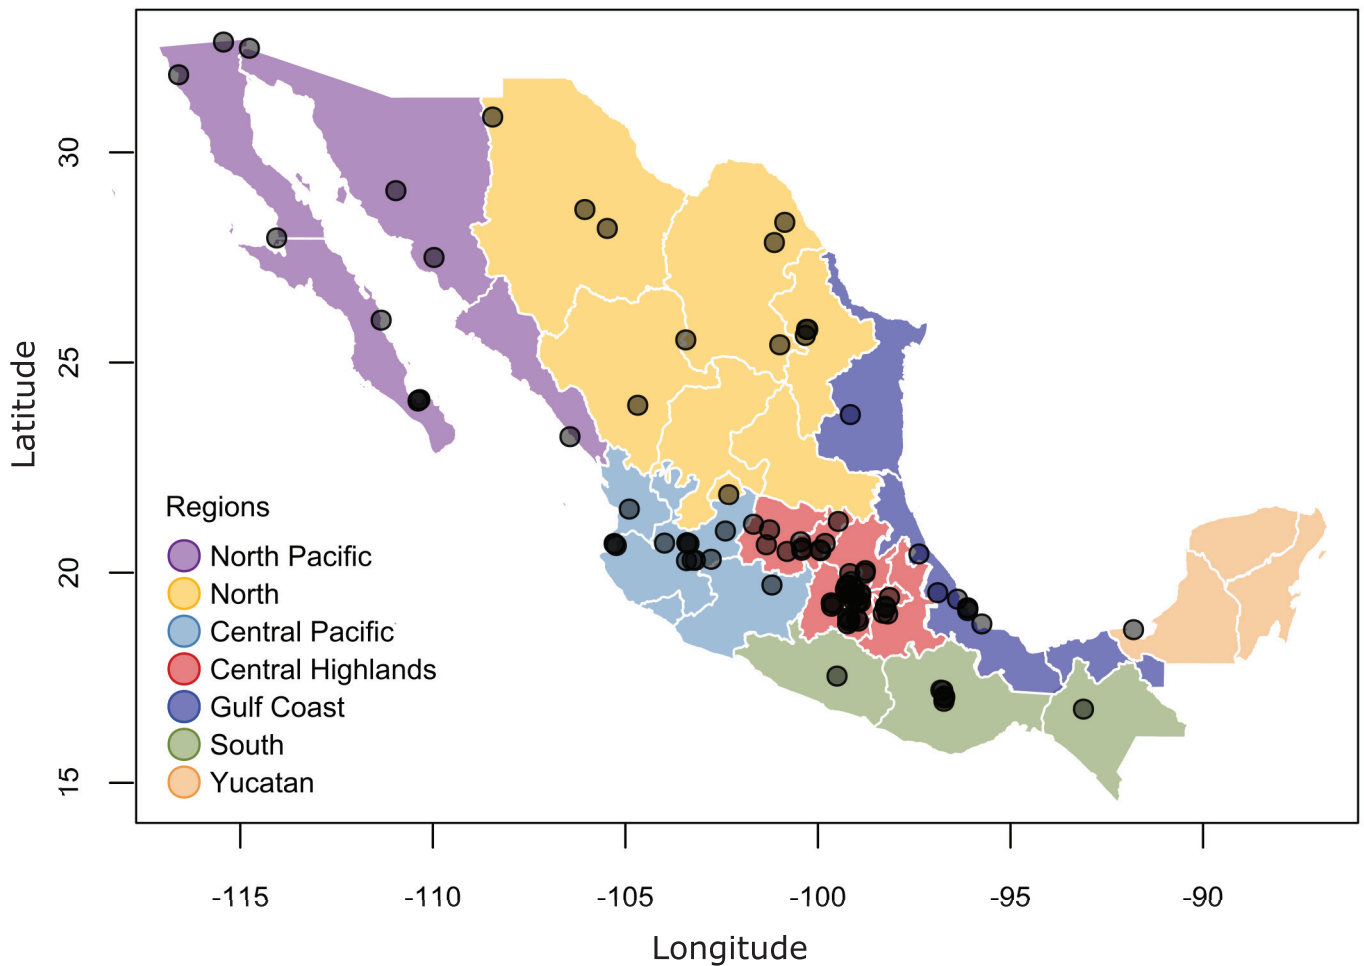 30
25
20
15
Latitude
Regions
North Pacific
North
Central Pacific
Central Highlands
Gulf Coast
South
Yucatan
-115
-110
-105
-100
-95
-90
Longitude